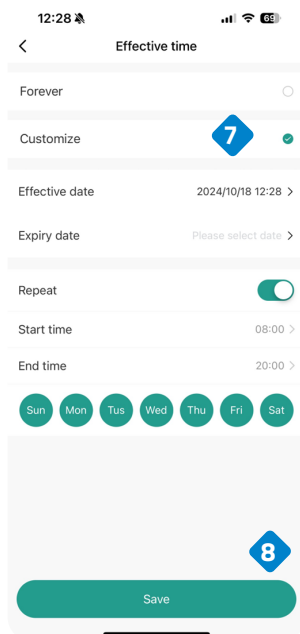 12:28
69
Effective time
Forever
Customize
7
Effective date 2024/10/18 12:28
Expiry date Please select date
Repeat
Start time 08:00
End time 20:00
Sun Mon Tus Wed Thu Fri Sat
8
Save